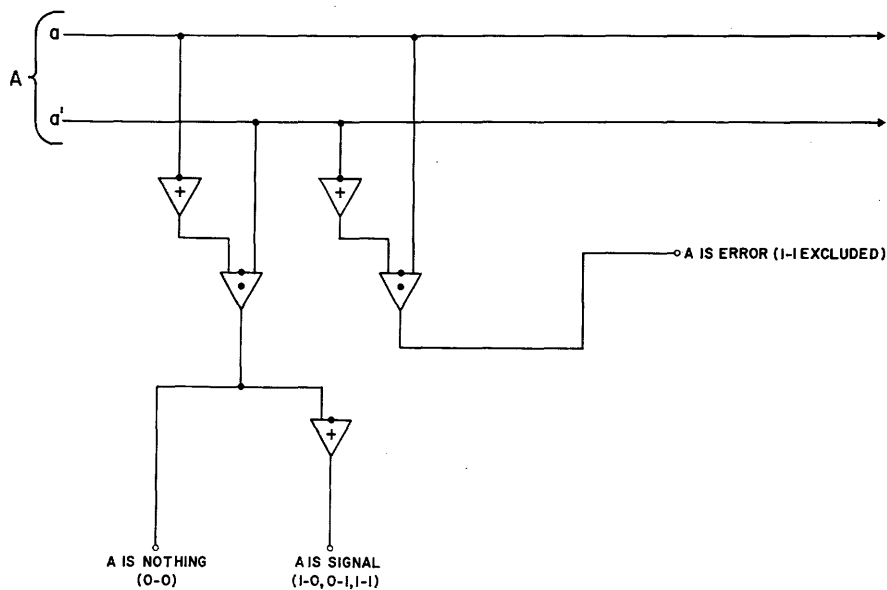 a
A
a'
+
+
A IS ERROR (1-1 EXCLUDED)
+
A IS NOTHING
(0-0)
A IS SIGNAL
(1-0, 0-1, 1-1)